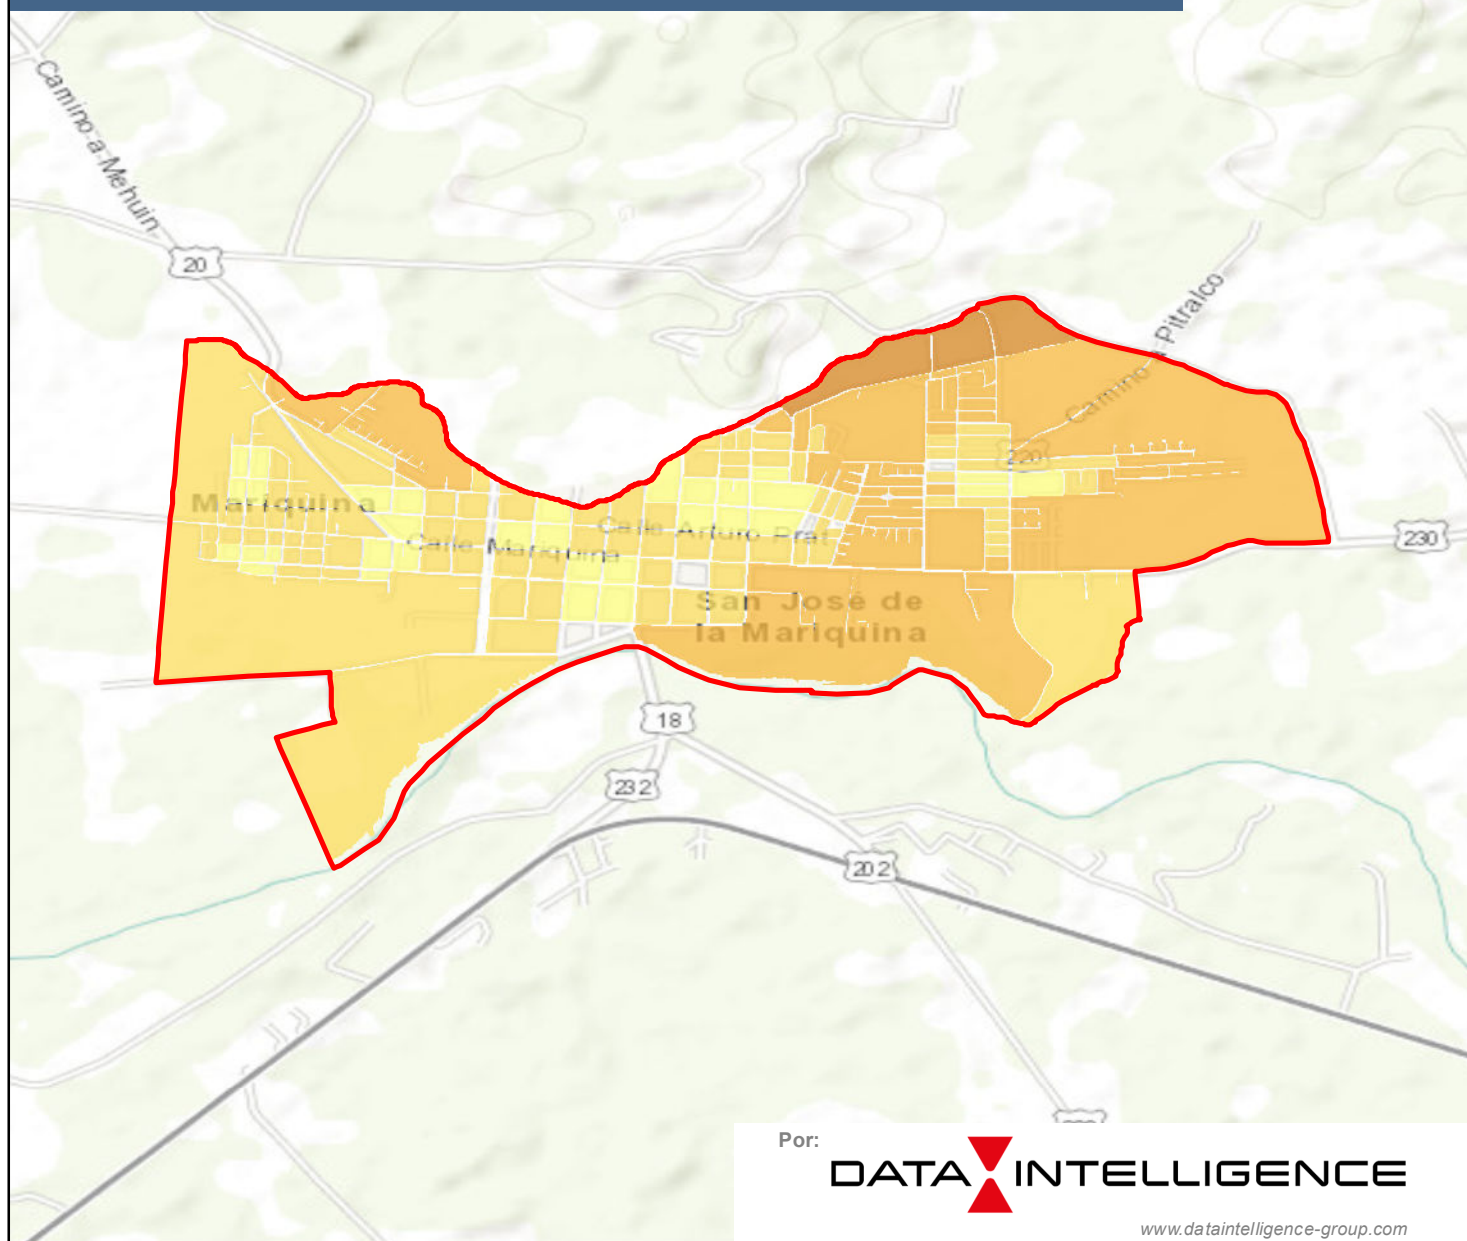 Camino a Mehuin
20
Camino a Pitralco
220
Mariquina
Calle Mariquina
Calle Arturo Prat
230
San José de
la Mariquina
18
232
202
Por:
DATA INTELLIGENCE
www.dataintelligence-group.com